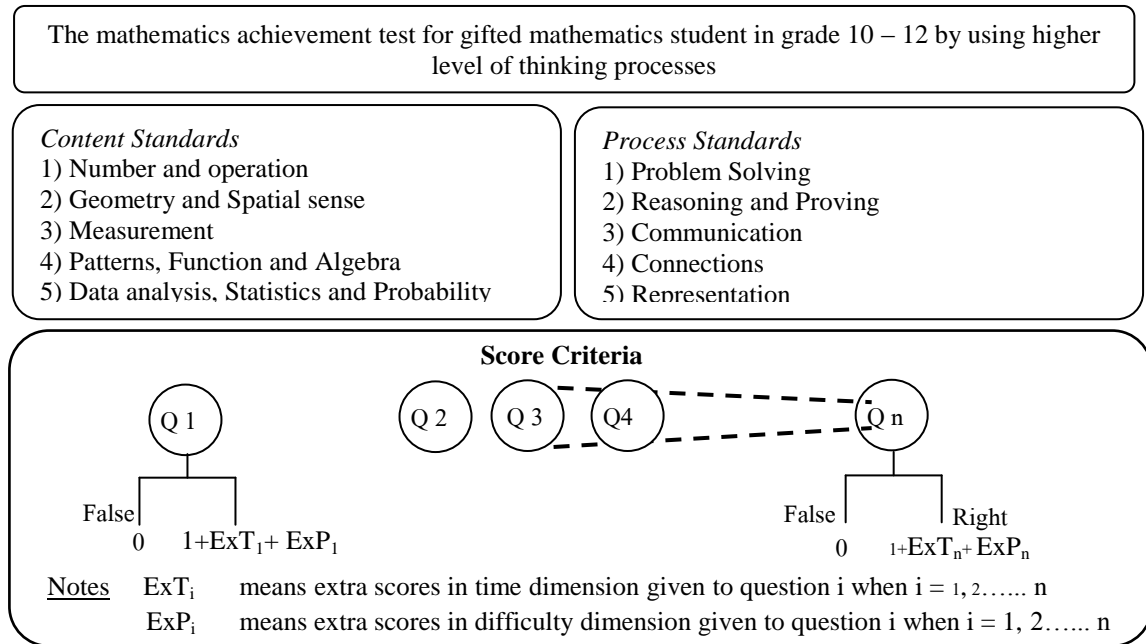 The mathematics achievement test for gifted mathematics student in grade 10 – 12 by using higher
level of thinking processes
Content Standards
1) Number and operation
2) Geometry and Spatial sense
3) Measurement
4) Patterns, Function and Algebra
5) Data analysis, Statistics and Probability
Process Standards
1) Problem Solving
2) Reasoning and Proving
3) Communication
4) Connections
5) Representation
Score Criteria
Q 1 Q 2 Q 3 Q4 Q n
False False Right
0 1+ExT₁+ ExP₁ 0 1+ExTₙ+ ExPₙ
Notes ExTᵢ means extra scores in time dimension given to question i when i = 1, 2…... n
ExPᵢ means extra scores in difficulty dimension given to question i when i = 1, 2….. n